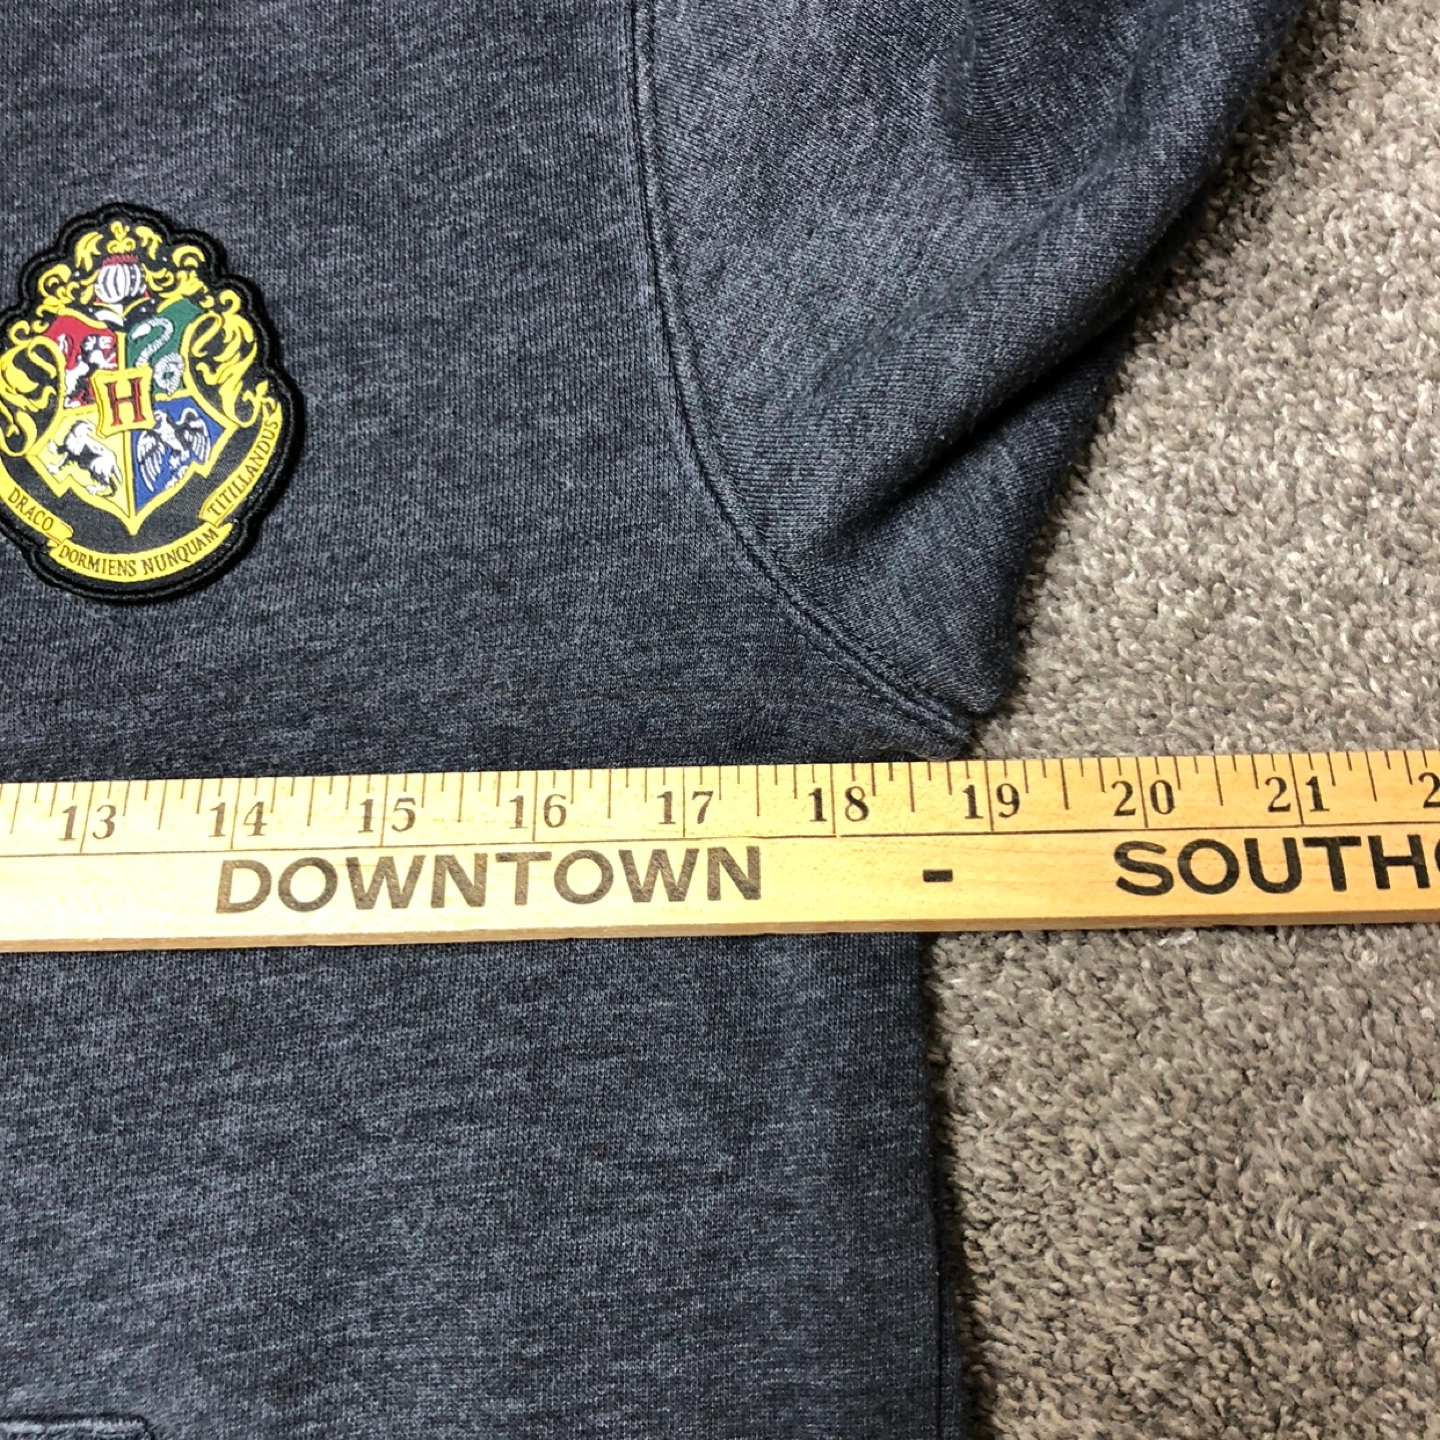 H
DRACO DORMIENS NUNQUAM TITILLANDUS
13 14 15 16 17 18 19 20 21
DOWNTOWN - SOUTH